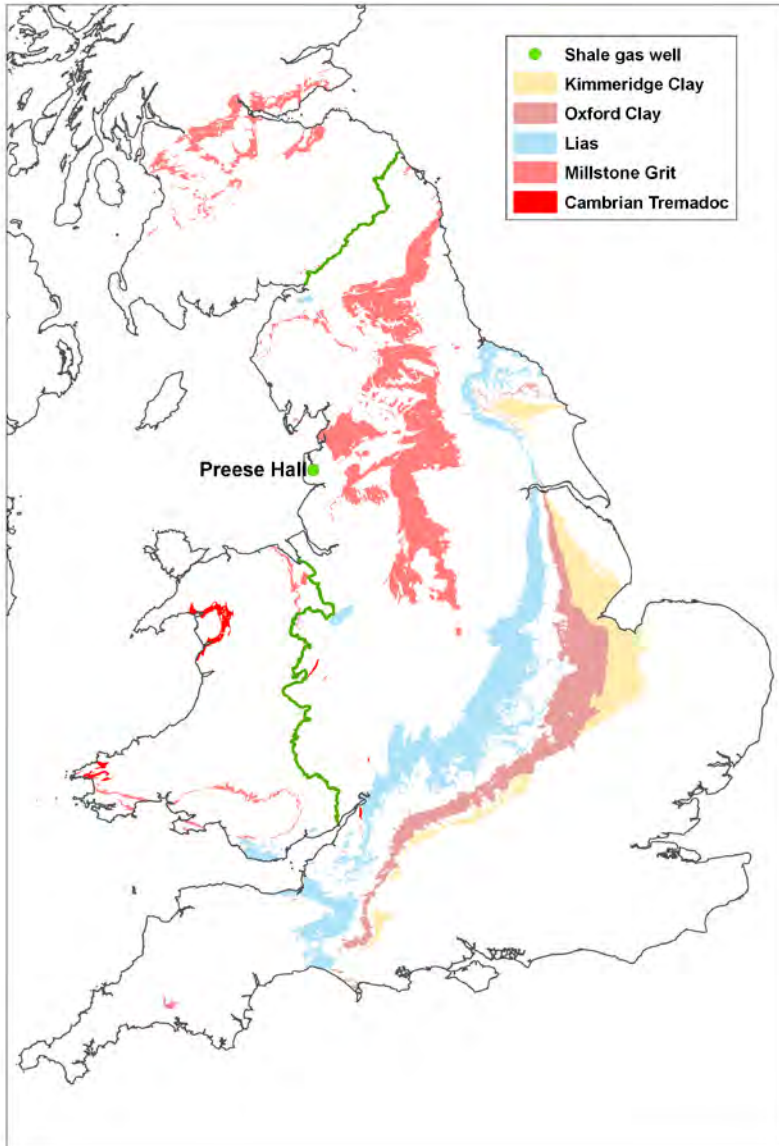 Shale gas well
Kimmeridge Clay
Oxford Clay
Lias
Millstone Grit
Cambrian Tremadoc
Preese Hall